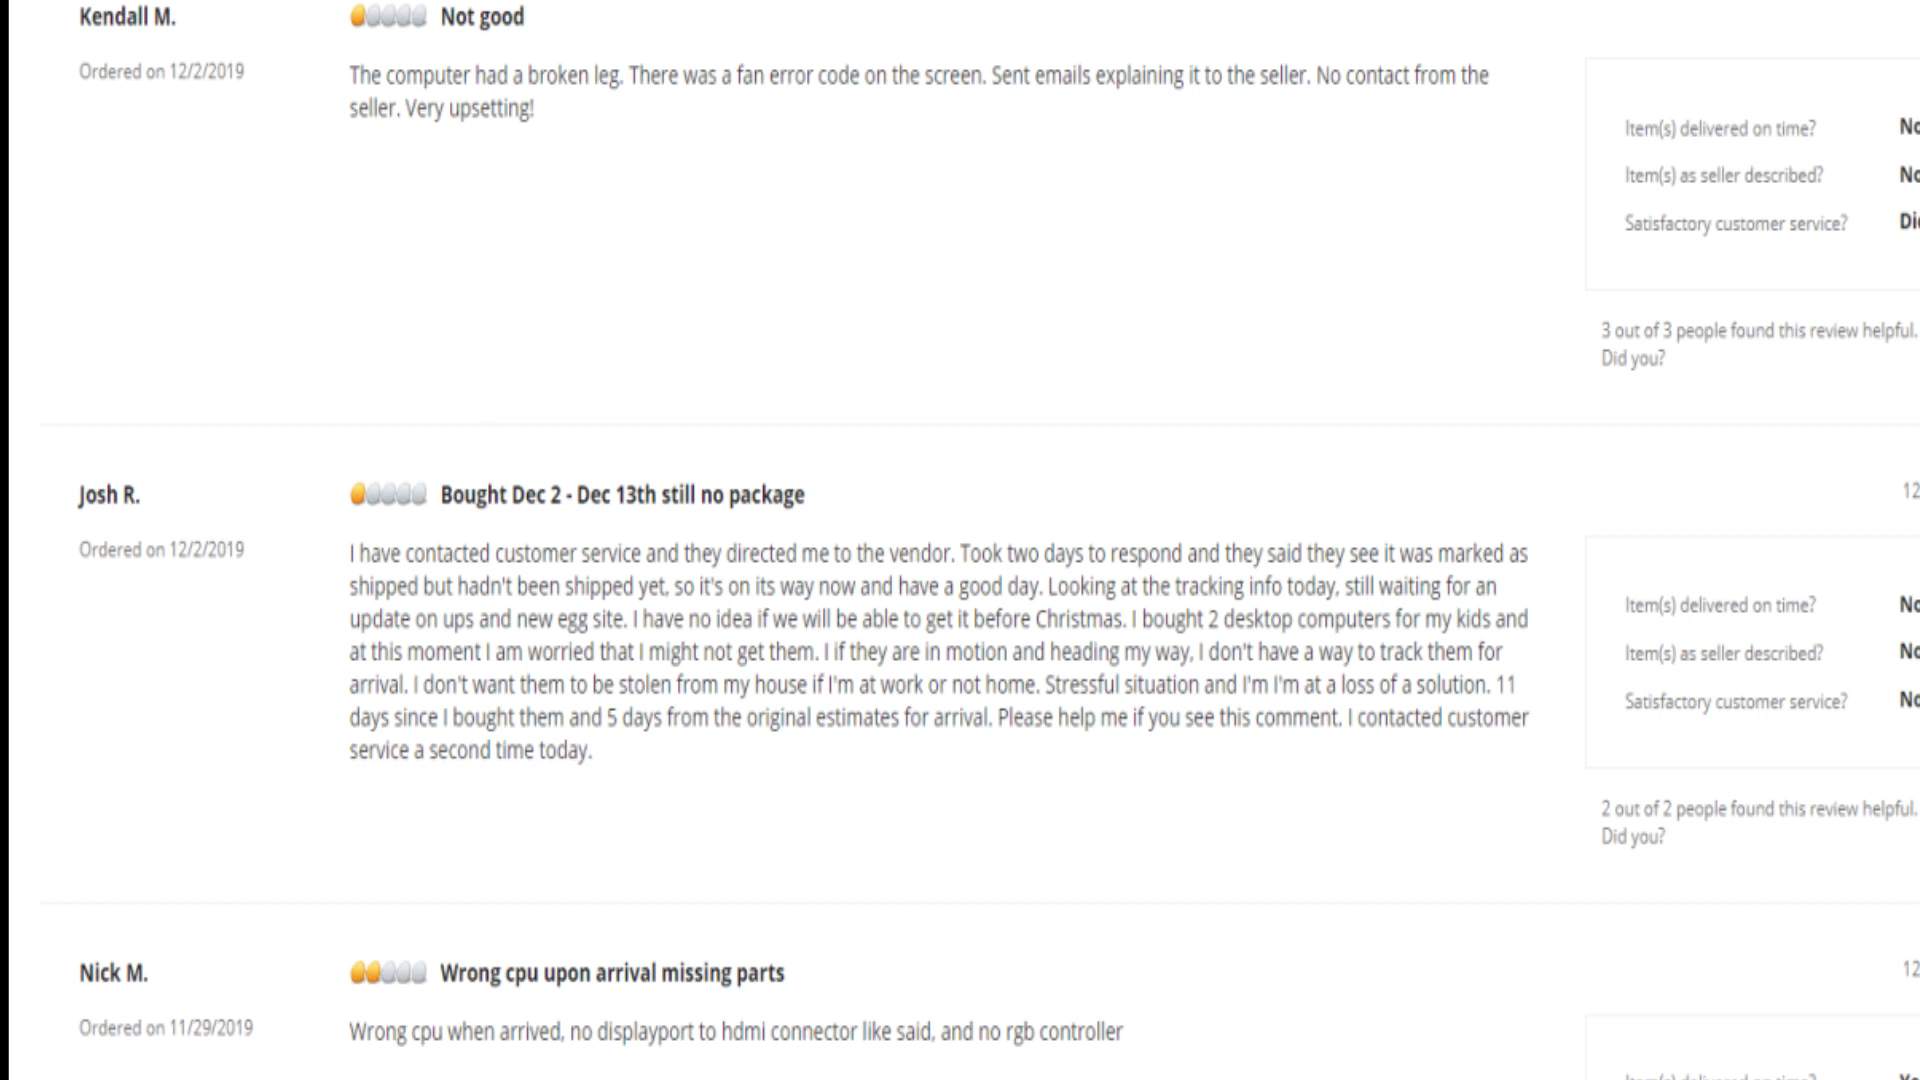 Kendall M.
Not good
Ordered on 12/2/2019
The computer had a broken leg. There was a fan error code on the screen. Sent emails explaining it to the seller. No contact from the
seller. Very upsetting!
Item(s) delivered on time? No
Item(s) as seller described? No
Satisfactory customer service?
3 out of 3 people found this review helpful.
Did you?
Josh R.
Bought Dec 2 - Dec 13th still no package
12
Ordered on 12/2/2019
I have contacted customer service and they directed me to the vendor. Took two days to respond and they said they see it was marked as
shipped but hadn't been shipped yet, so it's on its way now and have a good day. Looking at the tracking info today, still waiting for an
update on ups and new egg site. I have no idea if we will be able to get it before Christmas. I bought 2 desktop computers for my kids and
at this moment I am worried that I might not get them. I if they are in motion and heading my way, I don't have a way to track them for
arrival. I don't want them to be stolen from my house if I'm at work or not home. Stressful situation and I'm I'm at a loss of a solution. 11
days since I bought them and 5 days from the original estimates for arrival. Please help me if you see this comment. I contacted customer
service a second time today.
Item(s) delivered on time? No
Item(s) as seller described? No
Satisfactory customer service? No
2 out of 2 people found this review helpful.
Did you?
Nick M.
Wrong cpu upon arrival missing parts
12
Ordered on 11/29/2019
Wrong cpu when arrived, no displayport to hdmi connector like said, and no rgb controller
Item(s) delivered on time?